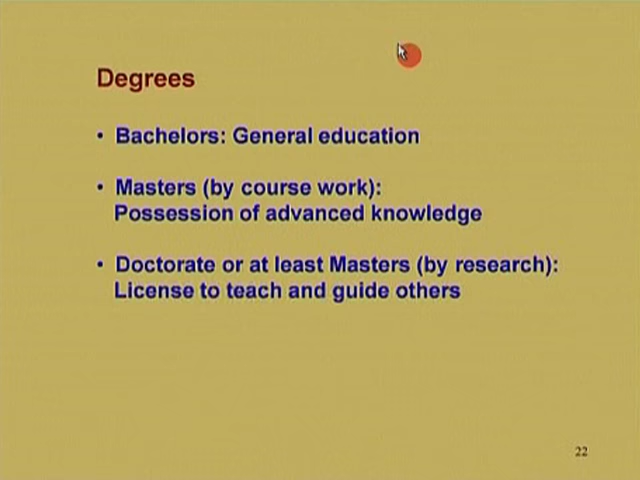 Degrees
• Bachelors: General education
• Masters (by course work):
Possession of advanced knowledge
• Doctorate or at least Masters (by research):
License to teach and guide others
22